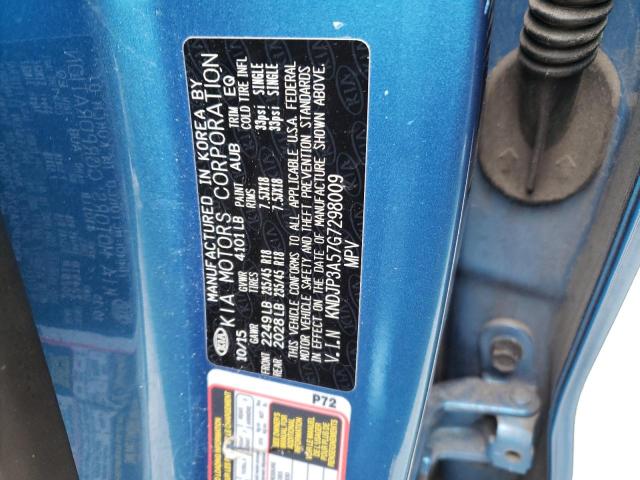 MANUFACTURED IN KOREA BY
KIA MOTORS CORPORATION
10/15 GVWR 4101LB PAINT AUB TRIM EQ
GAWR TIRES RIMS COLD TIRE INFL
FRONT 2249LB 235/45 R18 7.5JX18 33psi SINGLE
REAR 2028LB 235/45 R18 7.5JX18 33psi SINGLE
THIS VEHICLE CONFORMS TO ALL APPLICABLE U.S.A. FEDERAL
MOTOR VEHICLE SAFETY AND THEFT PREVENTION STANDARDS
IN EFFECT ON THE DATE OF MANUFACTURE SHOWN ABOVE.
V.I.N KNDJP3A57G7298009
MPV
KIA
P72